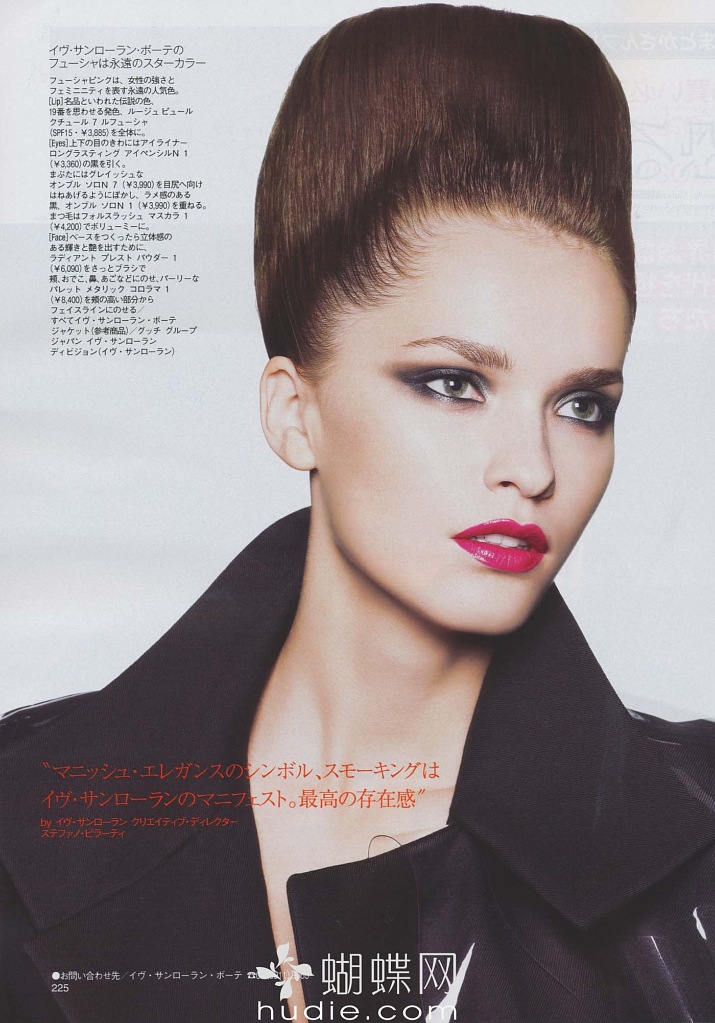 イヴ・サンローラン・ボーテの
フューシャは永遠のスターカラー
フューシャピンクは、女性の強さと
フェミニニティを表す永遠の人気色。
[Lip]名品といわれた伝説の色、
19番を思わせる発色、ルージュ ピュール
クチュール 7 ルフューシャ
(SPF15・￥3,885)を全体に。
[Eyes]上下の目のきわにはアイライナー
ロングラスティング アイペンシルN 1
(￥3,360)の黒を引く。
まぶたにはグレイッシュな
オンブル ソロN 7 (￥3,990)を目尻へ向け
はねあげるようにぼかし、ラメ感のある
黒、オンブル ソロN 1 (￥3,990)を重ねる。
まつ毛はフォルスラッシュ マスカラ 1
(￥4,200)でボリューミーに。
[Face]ベースをつくったら立体感の
ある輝きと艶を出すために、
ラディアント プレスト パウダー 1
(￥6,090)をさっとブラシで
頬、おでこ、鼻、あごなどにのせ、パーリーな
パレット メタリック コロラマ 1
(￥8,400)を頬の高い部分から
フェイスラインにのせる／
すべてイヴ・サンローラン・ボーテ
ジャケット(参考商品)／グッチ グループ
ジャパン イヴ・サンローラン
ディビジョン(イヴ・サンローラン)
"マニッシュ・エレガンスのシンボル、スモーキングは
イヴ・サンローランのマニフェスト。最高の存在感"
by イヴ・サンローラン クリエイティブ・ディレクター
ステファノ・ピラーティ
●お問い合わせ先／イヴ・サンローラン・ボーテ
225
蝴蝶网
hudie.com